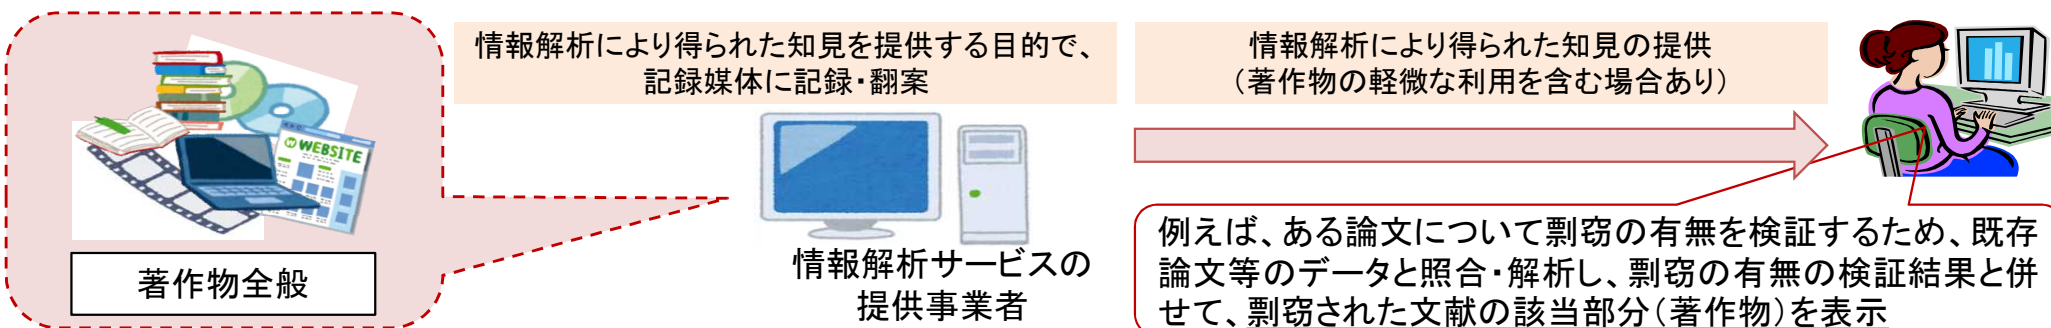 情報解析により得られた知見を提供する目的で、
記録媒体に記録・翻案
情報解析により得られた知見の提供
（著作物の軽微な利用を含む場合あり）
WEBSITE
著作物全般
情報解析サービスの
提供事業者
例えば、ある論文について剽窃の有無を検証するため、既存
論文等のデータと照合・解析し、剽窃の有無の検証結果と併
せて、剽窃された文献の該当部分（著作物）を表示